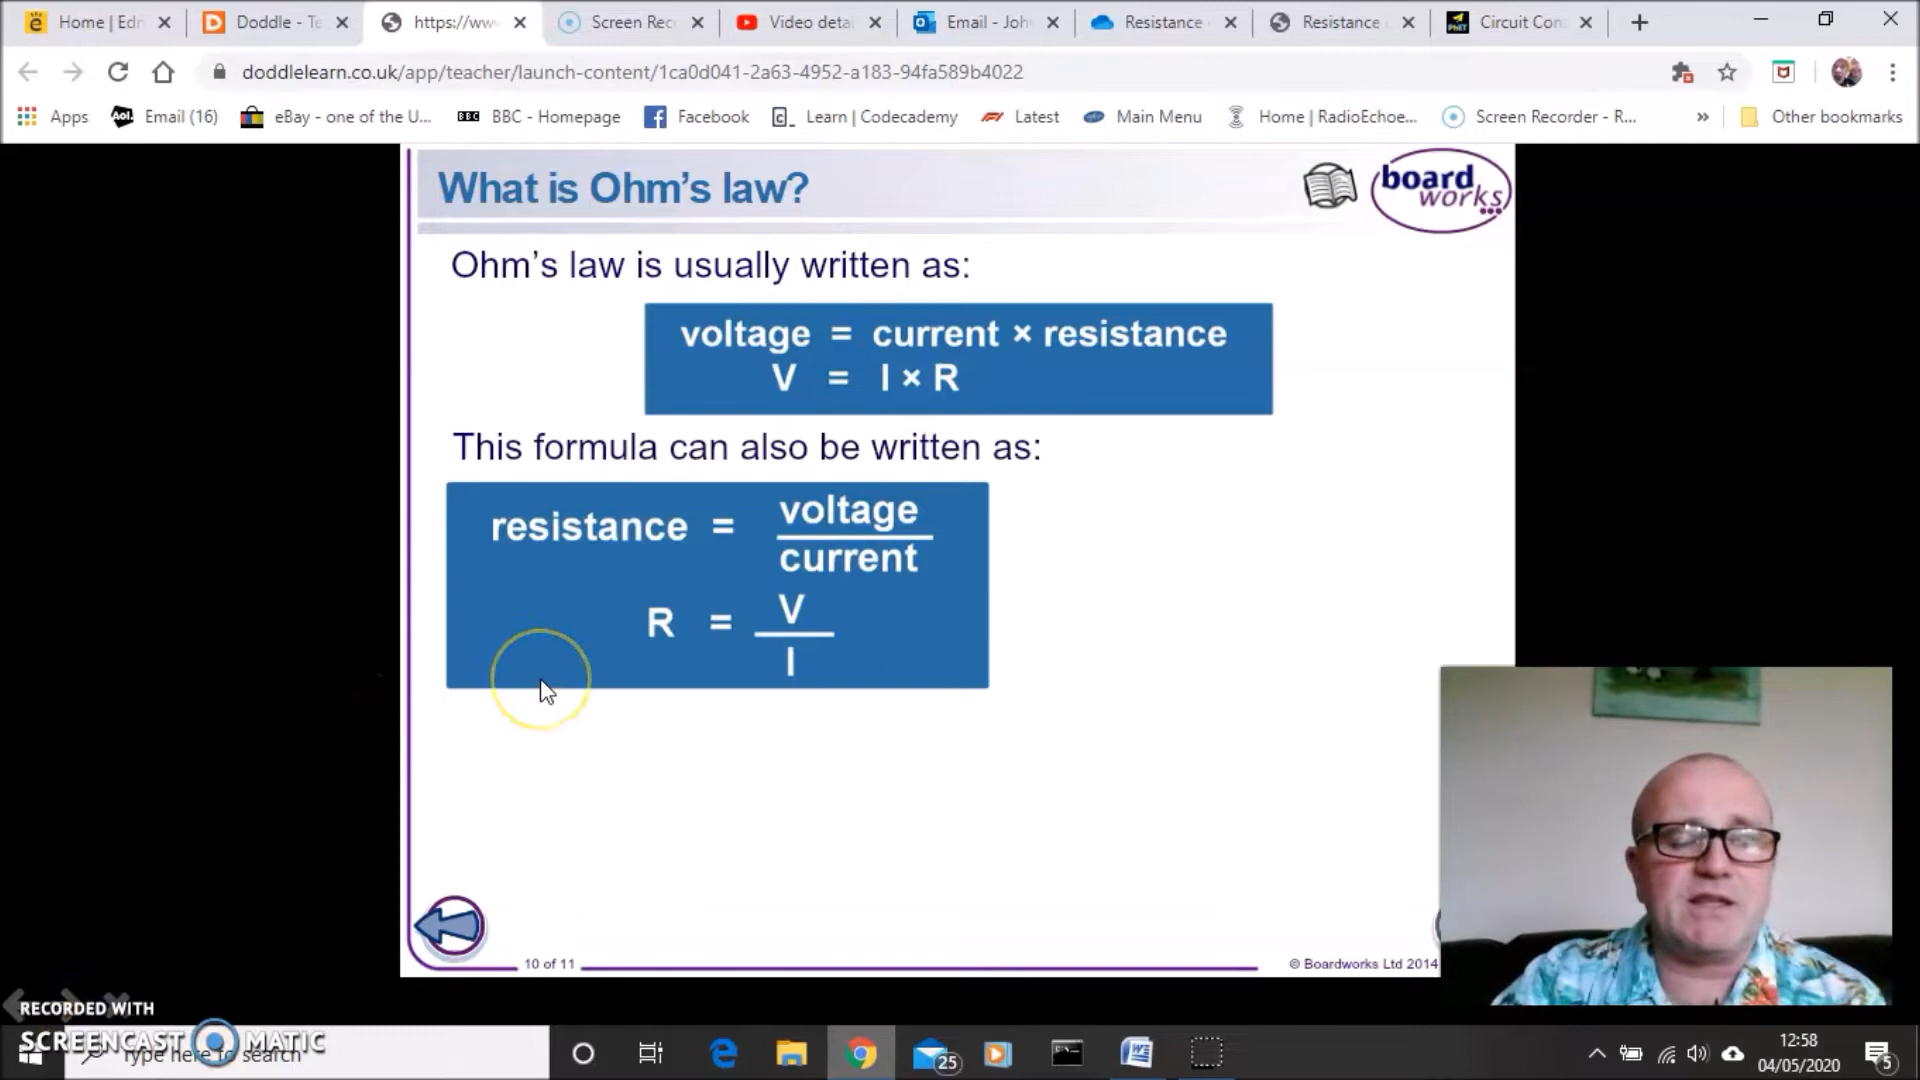 Home | Edm
Doddle - Te
https://ww
Screen Rec
Video deta
Email - Joh
Resistance
Resistance
Circuit Con
doddlelearn.co.uk/app/teacher/launch-content/1ca0d041-2a63-4952-a183-94fa589b4022
Apps
Aol.
Email (16)
eBay - one of the U...
BBC
BBC - Homepage
Facebook
Learn | Codecademy
Latest
Main Menu
Home | RadioEchoe...
Screen Recorder - R...
Other bookmarks
What is Ohm's law?
board
works
Ohm's law is usually written as:
voltage = current × resistance
V = I × R
This formula can also be written as:
resistance = voltage
current
R = V
I
10 of 11
© Boardworks Ltd 2014
RECORDED WITH
SCREENCAST MATIC
Type here to search
25
12:58
04/05/2020
5